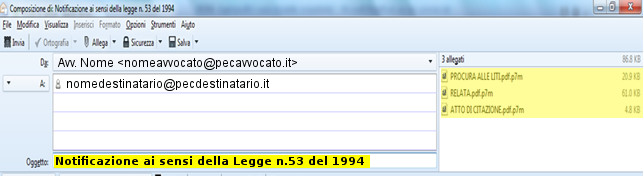 Composizione di: Notificazione ai sensi della legge n. 53 del 1994
File Modifica Visualizza Inserisci Formato Opzioni Strumenti ?
Invia Ortografia Allega Sicurezza Salva
Da: Avv. Nome <nomeavvocato@pecavvocato.it>
A: nomedestinatario@pecdestinatario.it
Oggetto: Notificazione ai sensi della Legge n.53 del 1994
3 allegati 86.8 KB
PROCURA ALLE LITI.pdf.p7m 20.9 KB
RELATA.pdf.p7m 61.0 KB
ATTO DI CITAZIONE.pdf.p7m 4.8 KB